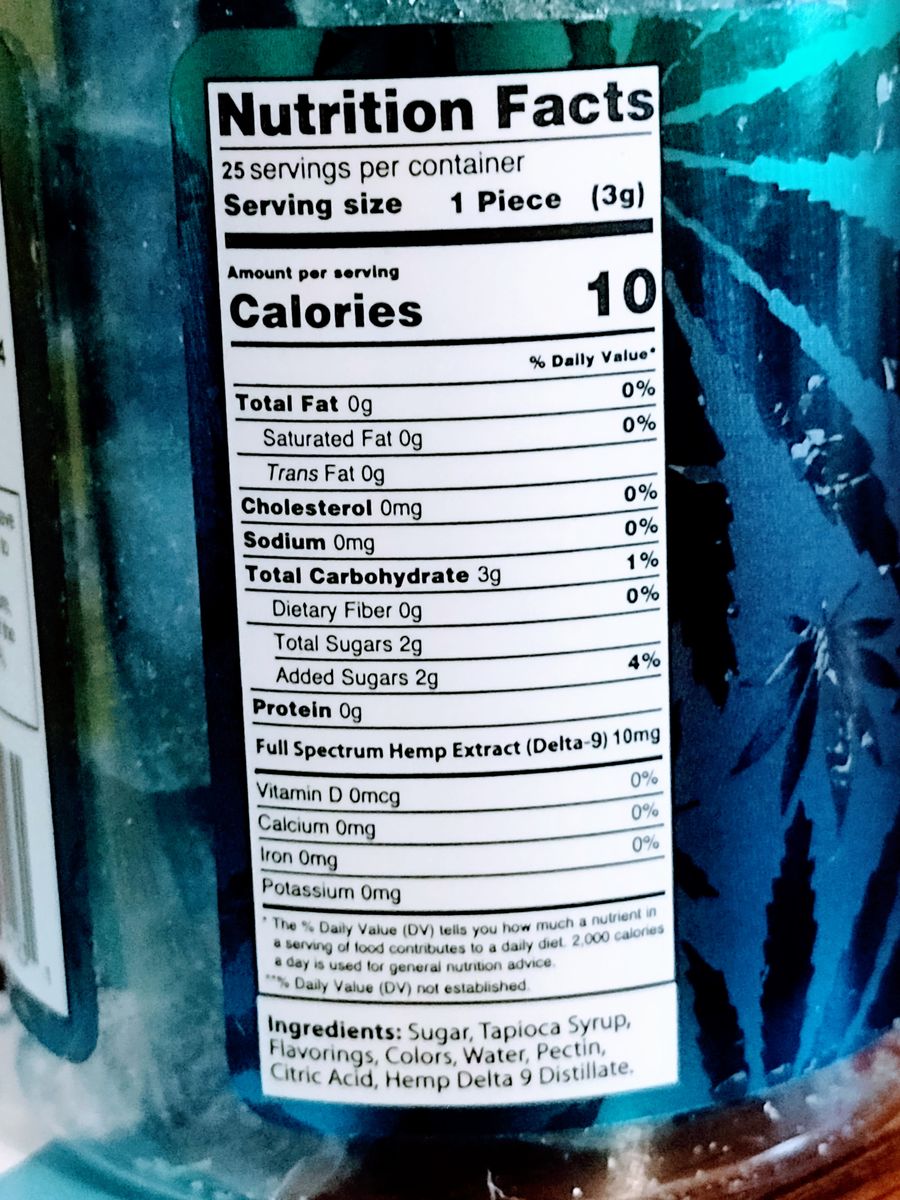 Nutrition Facts
25 servings per container
Serving size 1 Piece (3g)
Amount per serving
Calories 10
% Daily Value*
Total Fat 0g 0%
Saturated Fat 0g 0%
Trans Fat 0g
Cholesterol 0mg 0%
Sodium 0mg 0%
Total Carbohydrate 3g 1%
Dietary Fiber 0g 0%
Total Sugars 2g
Added Sugars 2g 4%
Protein 0g
Full Spectrum Hemp Extract (Delta-9) 10mg
Vitamin D 0mcg 0%
Calcium 0mg 0%
Iron 0mg 0%
Potassium 0mg
* The % Daily Value (DV) tells you how much a nutrient in
a serving of food contributes to a daily diet. 2,000 calories
a day is used for general nutrition advice.
**% Daily Value (DV) not established.
Ingredients: Sugar, Tapioca Syrup,
Flavorings, Colors, Water, Pectin,
Citric Acid, Hemp Delta 9 Distillate.